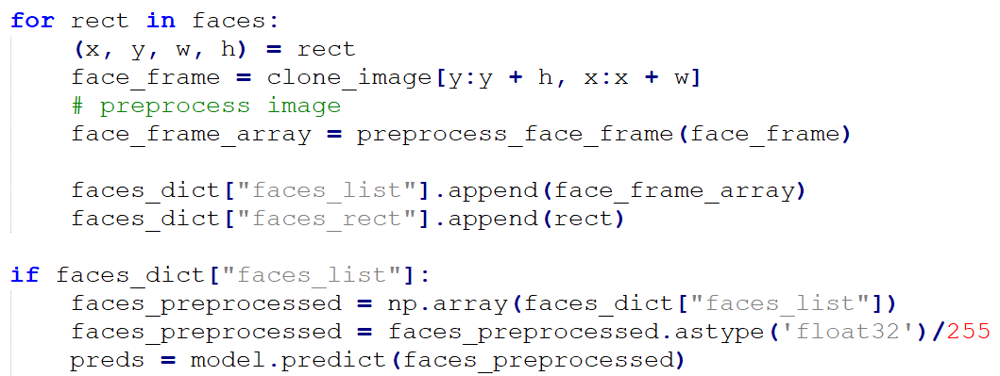 for rect in faces:
    (x, y, w, h) = rect
    face_frame = clone_image[y:y + h, x:x + w]
    # preprocess image
    face_frame_array = preprocess_face_frame(face_frame)

    faces_dict["faces_list"].append(face_frame_array)
    faces_dict["faces_rect"].append(rect)

if faces_dict["faces_list"]:
    faces_preprocessed = np.array(faces_dict["faces_list"])
    faces_preprocessed = faces_preprocessed.astype('float32')/255
    preds = model.predict(faces_preprocessed)